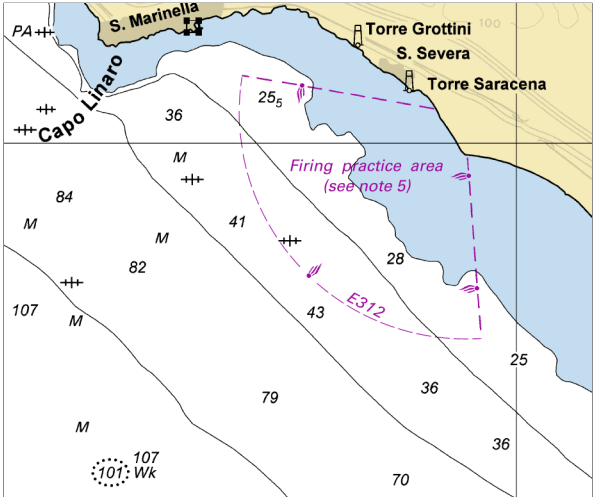 S. Marinella
100
PA
Torre Grottini
S. Severa
Torre Saracena
Capo Linaro
25₅
36
M
Firing practice area
(see note 5)
84
M
M
41
28
82
107
M
E312
43
25
79
36
M
36
107
101 Wk
70